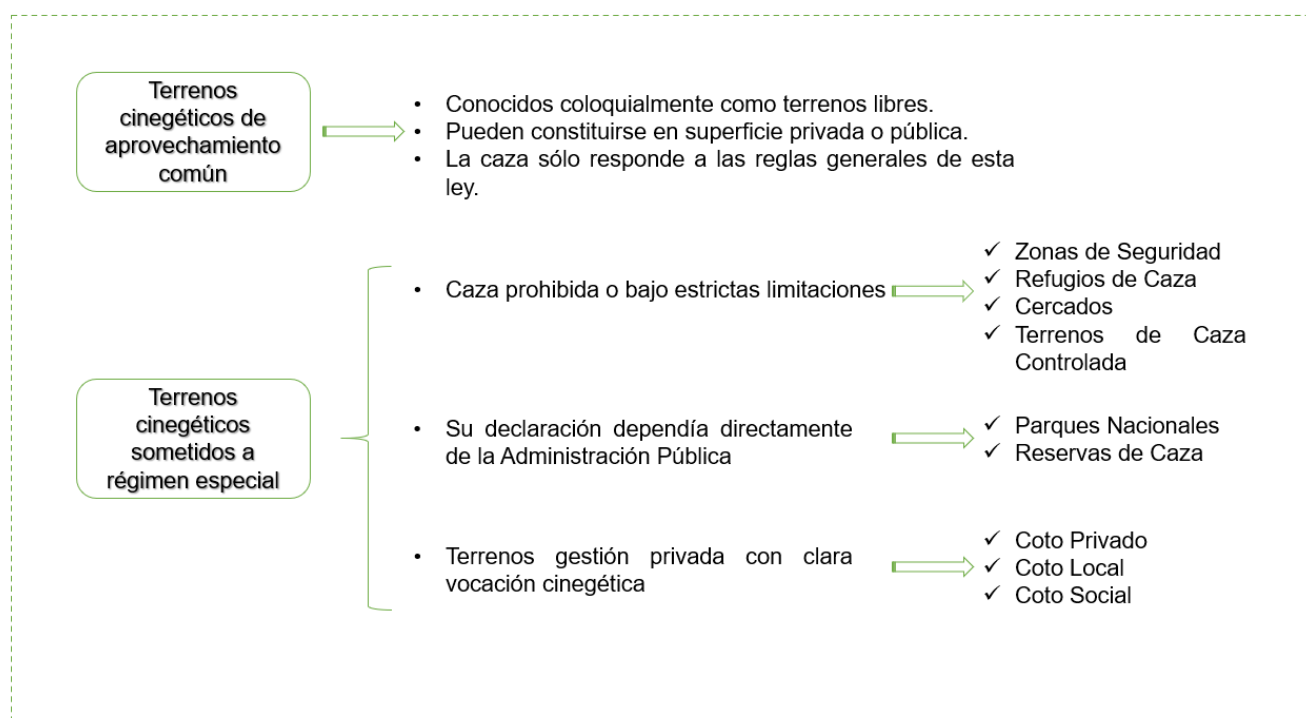 Terrenos
cinegéticos de
aprovechamiento
común
• Conocidos coloquialmente como terrenos libres.
• Pueden constituirse en superficie privada o pública.
• La caza sólo responde a las reglas generales de esta
ley.
Terrenos
cinegéticos
sometidos a
régimen especial
• Caza prohibida o bajo estrictas limitaciones
✓ Zonas de Seguridad
✓ Refugios de Caza
✓ Cercados
✓ Terrenos de Caza
Controlada
• Su declaración dependía directamente
de la Administración Pública
✓ Parques Nacionales
✓ Reservas de Caza
• Terrenos gestión privada con clara
vocación cinegética
✓ Coto Privado
✓ Coto Local
✓ Coto Social